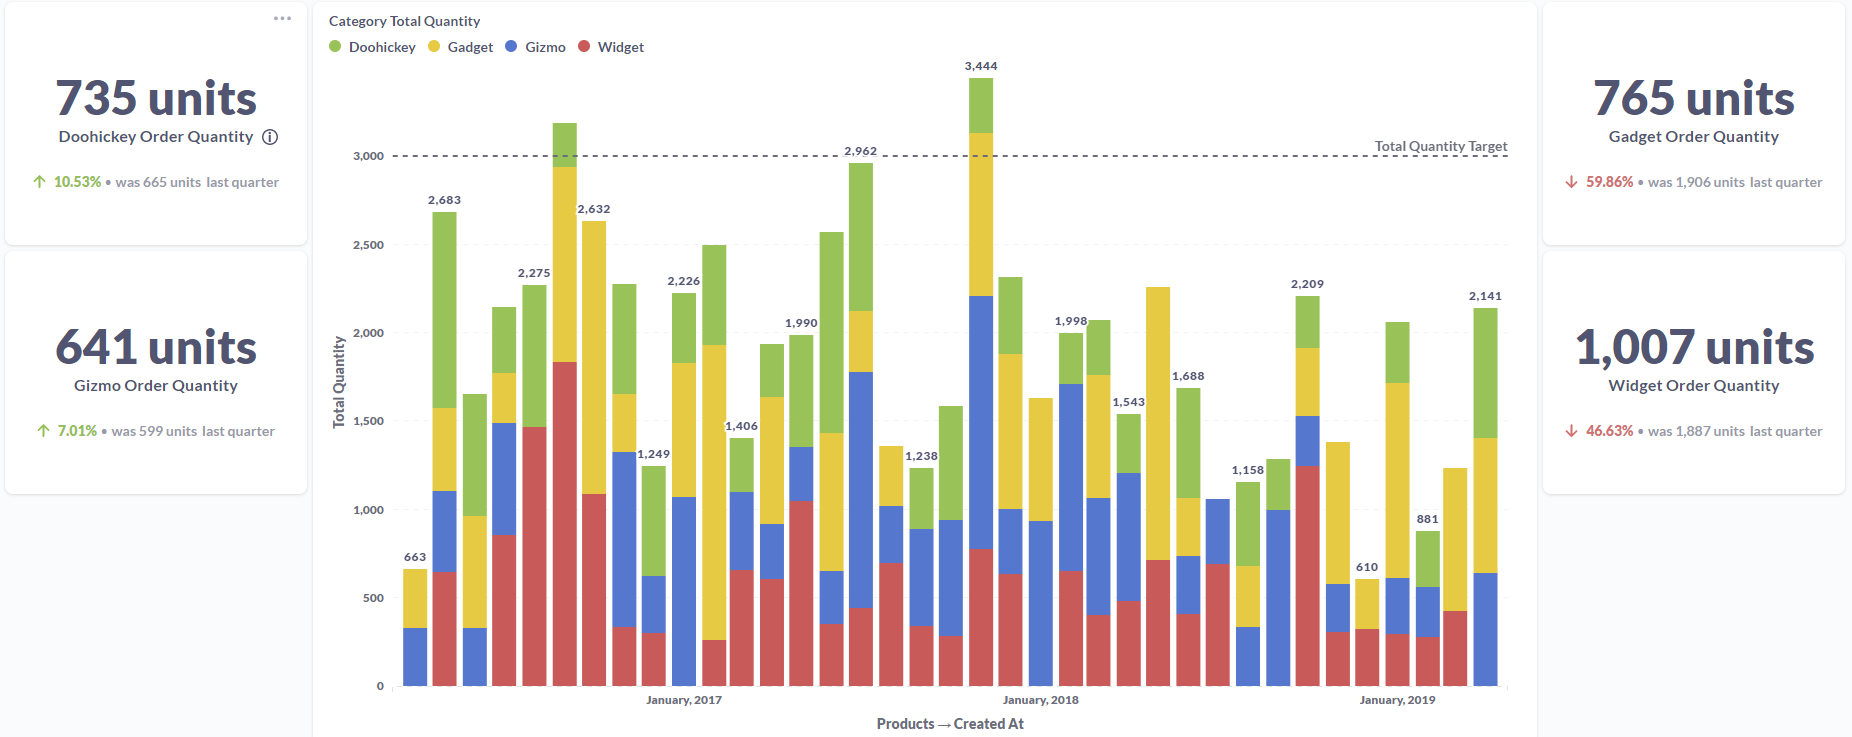 735 units
Doohickey Order Quantity
10.53% • was 665 units last quarter
641 units
Gizmo Order Quantity
7.01% • was 599 units last quarter
Category Total Quantity
Doohickey Gadget Gizmo Widget
Total Quantity
3,000
2,500
2,000
1,500
1,000
500
0
Total Quantity Target
663
2,683
2,275
2,632
1,249
2,226
1,406
1,990
2,962
1,238
3,444
1,998
1,543
1,688
1,158
2,209
610
881
2,141
January, 2017
January, 2018
January, 2019
Products → Created At
765 units
Gadget Order Quantity
59.86% • was 1,906 units last quarter
1,007 units
Widget Order Quantity
46.63% • was 1,887 units last quarter